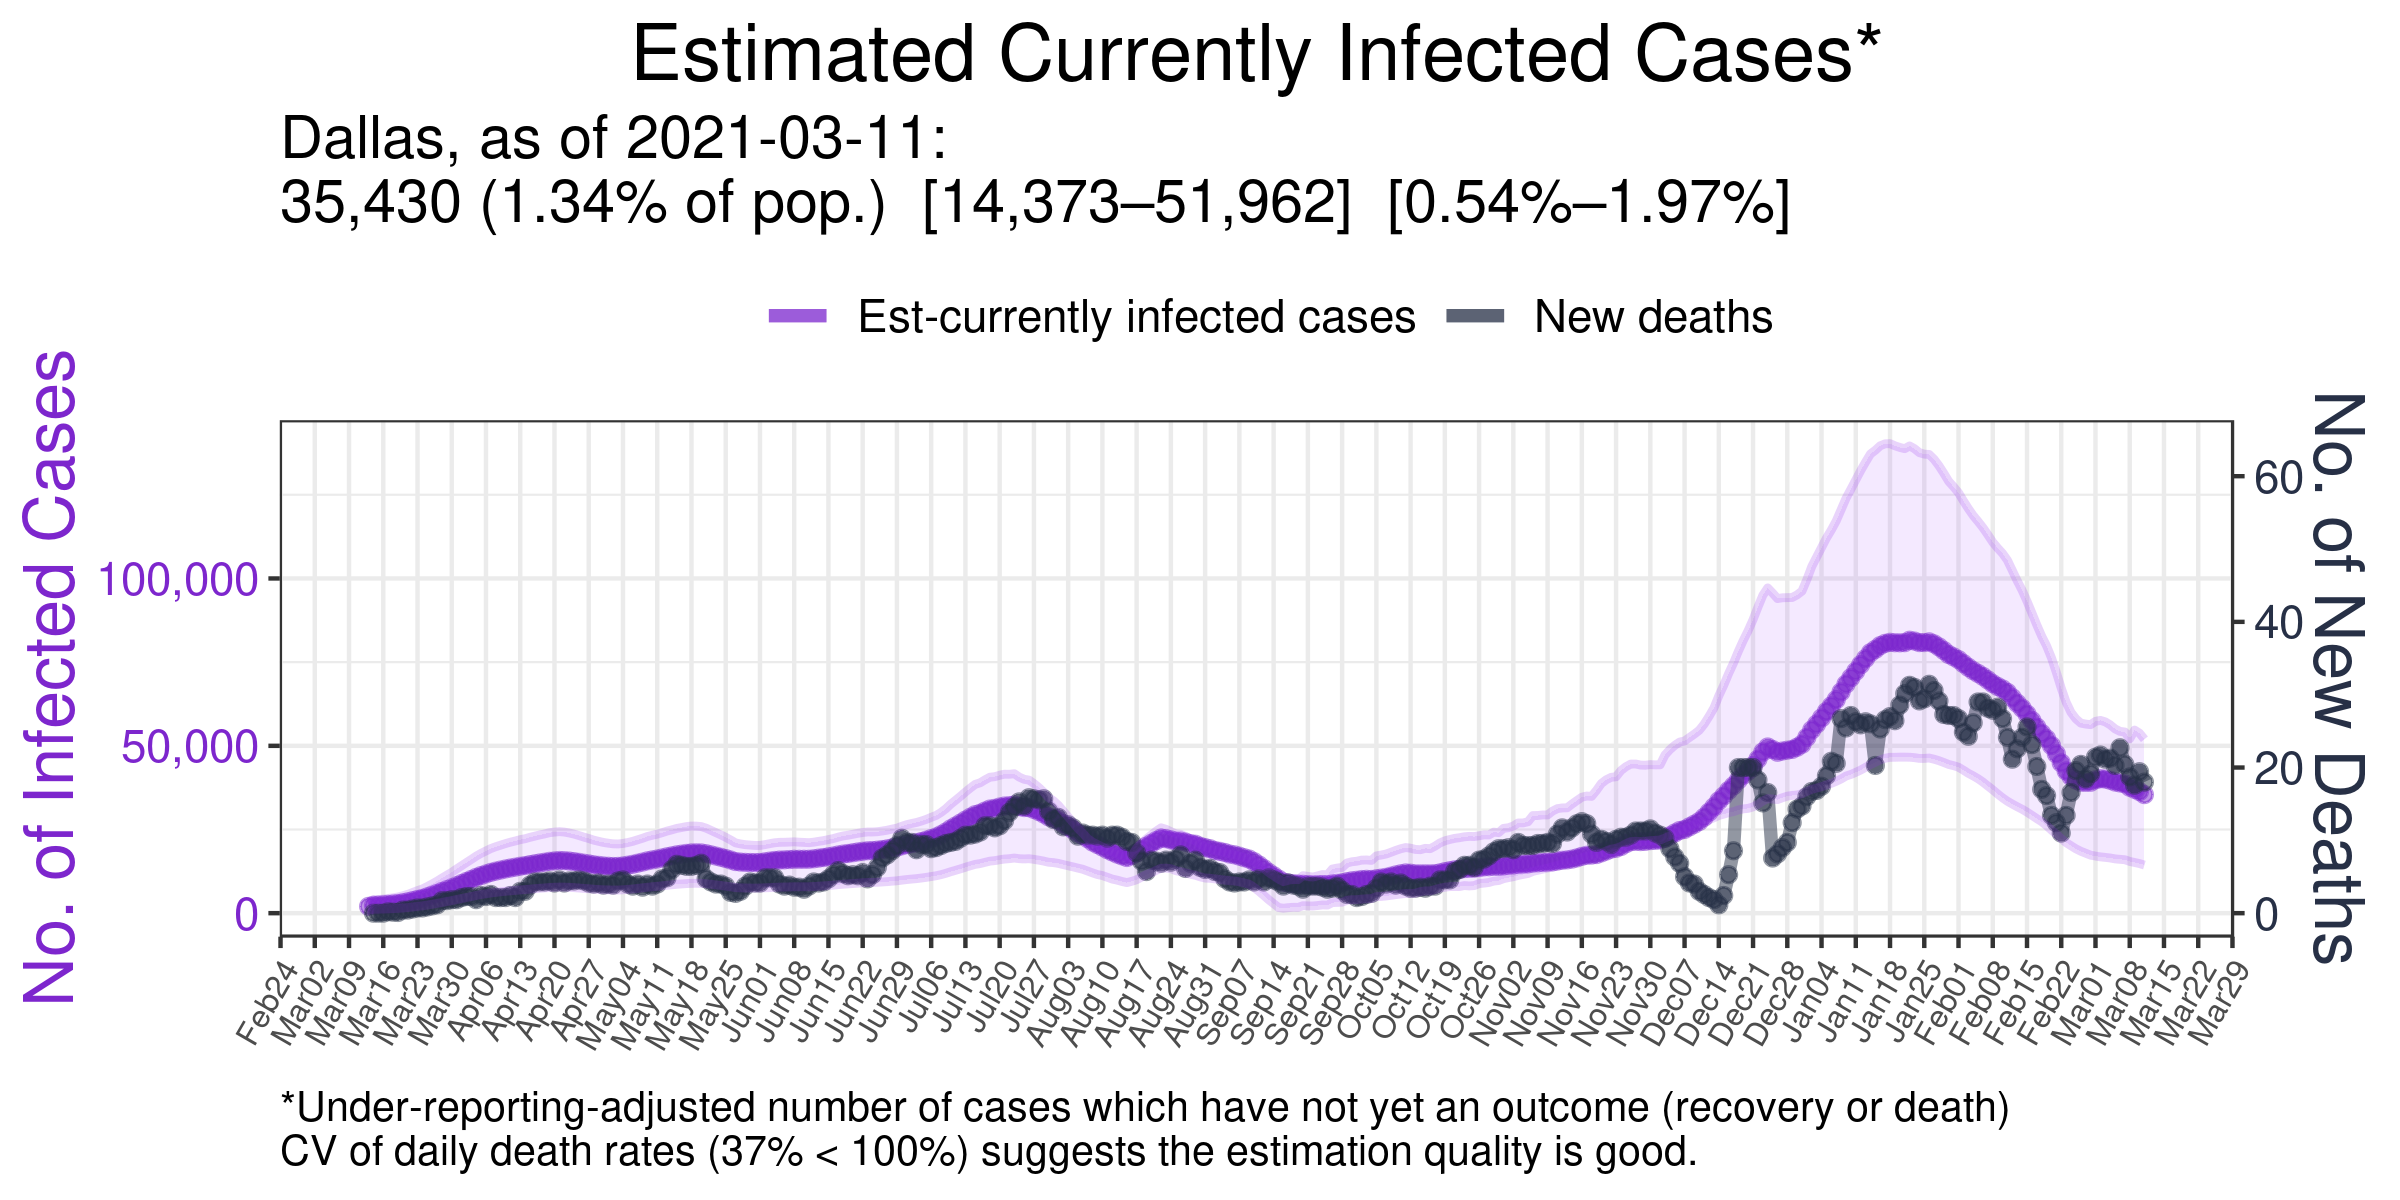 Estimated Currently Infected Cases*
Dallas, as of 2021-03-11:
35,430 (1.34% of pop.) [14,373–51,962] [0.54%–1.97%]
Est-currently infected cases New deaths
No. of Infected Cases
100,000
50,000
0
No. of New Deaths
60
40
20
0
Feb24 Mar02 Mar09 Mar16 Mar23 Mar30 Apr06 Apr13 Apr20 Apr27 May04 May11 May18 May25 Jun01 Jun08 Jun15 Jun22 Jun29 Jul06 Jul13 Jul20 Jul27 Aug03 Aug10 Aug17 Aug24 Aug31 Sep07 Sep14 Sep21 Sep28 Oct05 Oct12 Oct19 Oct26 Nov02 Nov09 Nov16 Nov23 Nov30 Dec07 Dec14 Dec21 Dec28 Jan04 Jan11 Jan18 Jan25 Feb01 Feb08 Feb15 Feb22 Mar01 Mar08 Mar15 Mar22 Mar29
*Under-reporting-adjusted number of cases which have not yet an outcome (recovery or death)
CV of daily death rates (37% < 100%) suggests the estimation quality is good.